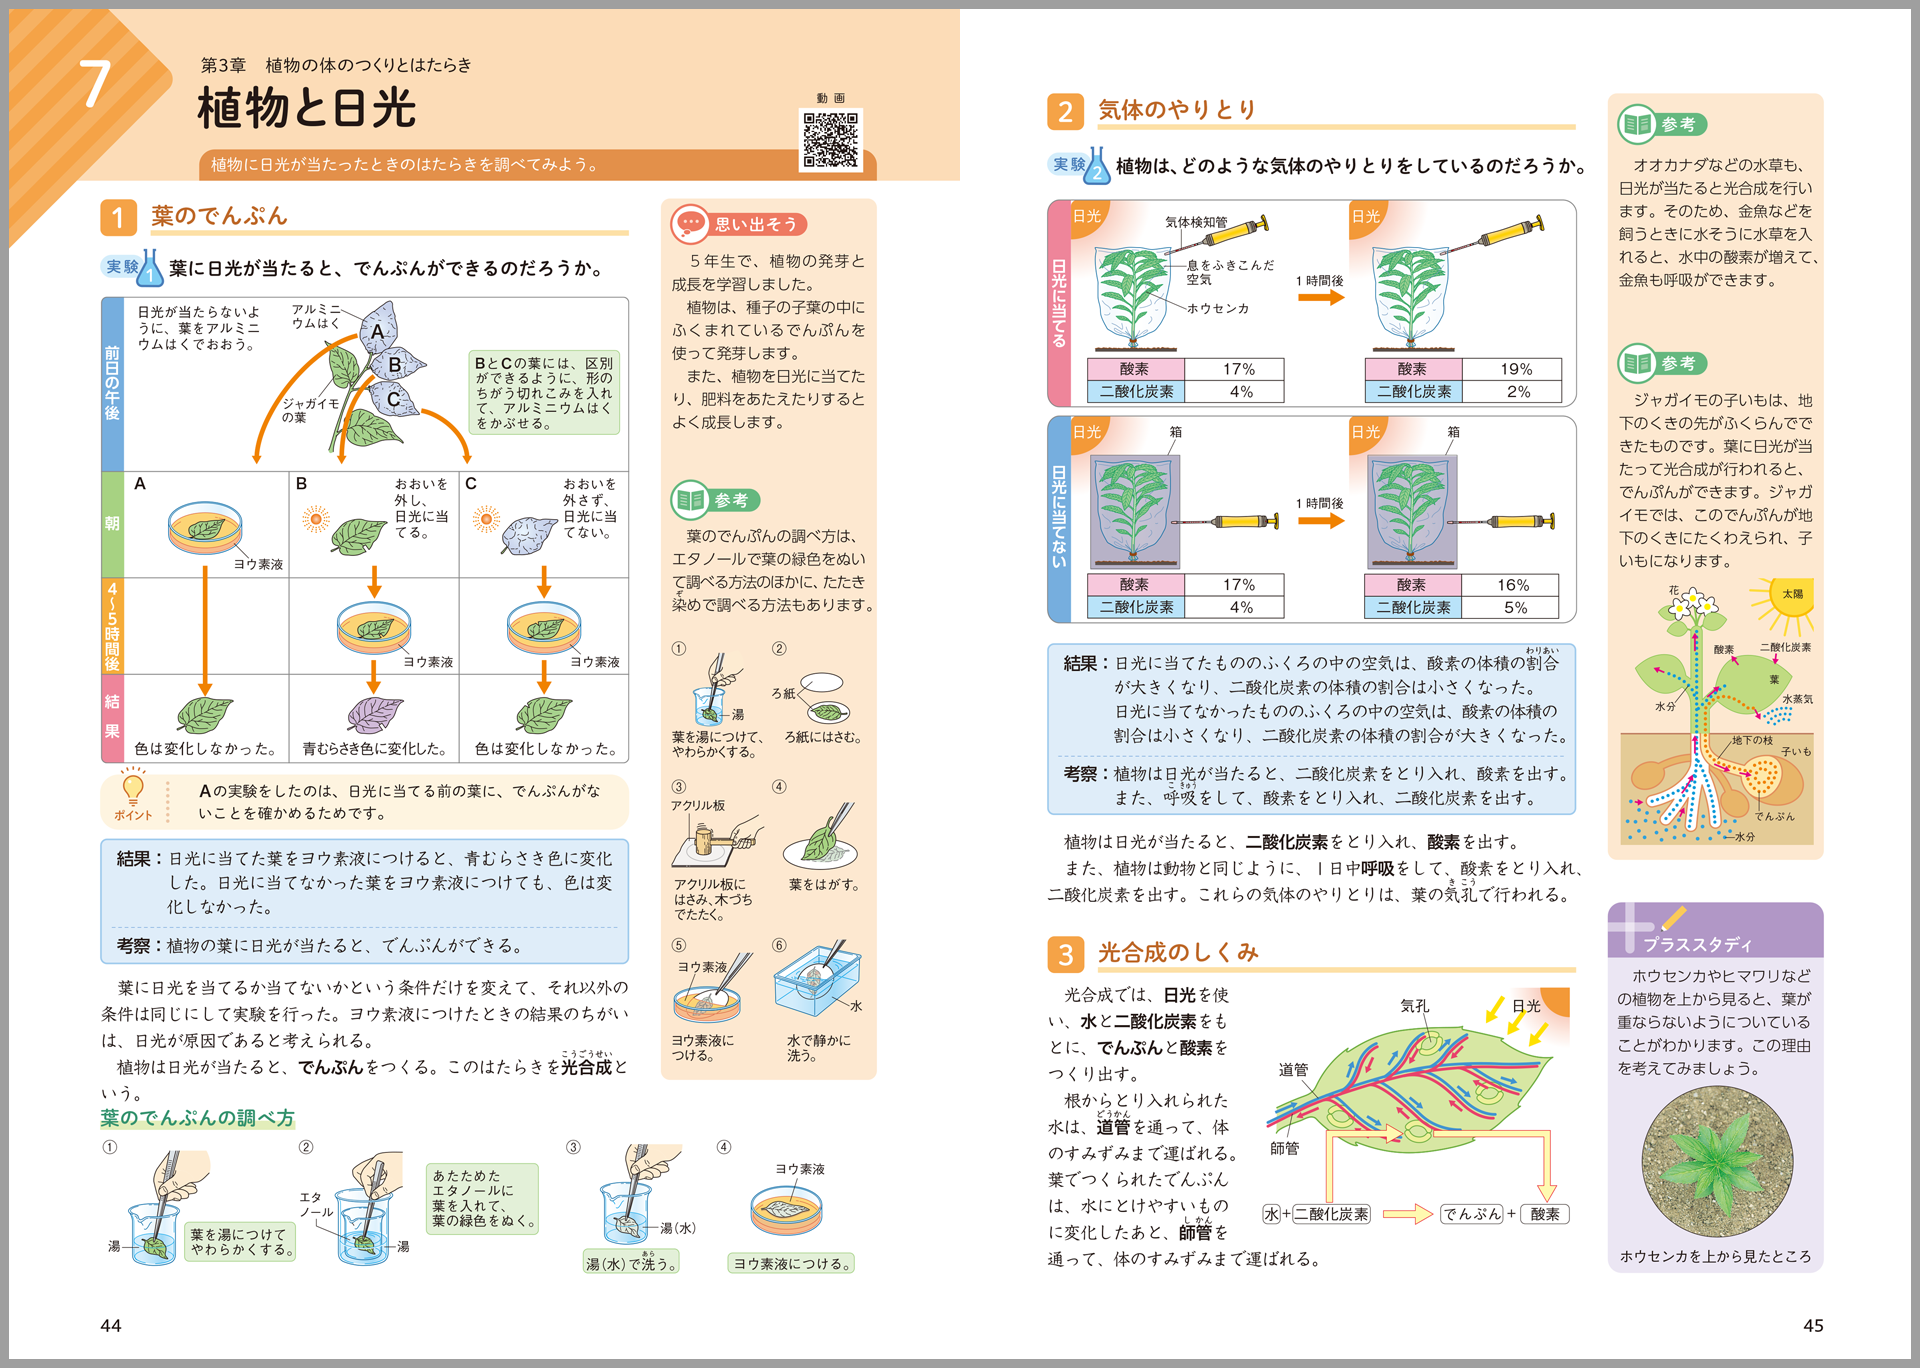 7
第3章　植物の体のつくりとはたらき
植物と日光
動画
植物に日光が当たったときのはたらきを調べてみよう。
1 葉のでんぷん
実験1 葉に日光が当たると、でんぷんができるのだろうか。
前日の午後
日光が当たらないよ
うに、葉をアルミニ
ウムはくでおおう。
アルミニ
ウムはく
A
B
C
ジャガイモ
の葉
BとCの葉には、区別
ができるように、形の
ちがう切れこみを入れ
て、アルミニウムはく
をかぶせる。
朝
A
ヨウ素液
B
おおいを
外し、
日光に当
てる。
C
おおいを
外さず、
日光に当
てない。
4〜5時間後
ヨウ素液
ヨウ素液
結果
色は変化しなかった。
青むらさき色に変化した。
色は変化しなかった。
ポイント
Aの実験をしたのは、日光に当てる前の葉に、でんぷんがな
いことを確かめるためです。
結果：日光に当てた葉をヨウ素液につけると、青むらさき色に変化
した。日光に当てなかった葉をヨウ素液につけても、色は変
化しなかった。
考察：植物の葉に日光が当たると、でんぷんができる。
葉に日光を当てるか当てないかという条件だけを変えて、それ以外の
条件は同じにして実験を行った。ヨウ素液につけたときの結果のちがい
は、日光が原因であると考えられる。
こうごうせい
植物は日光が当たると、でんぷんをつくる。このはたらきを光合成と
いう。
葉のでんぷんの調べ方
①
湯
葉を湯につけて
やわらかくする。
②
エタ
ノール
湯
あたためた
エタノールに
葉を入れて、
葉の緑色をぬく。
③
湯(水)
あら
湯(水)で洗う。
④
ヨウ素液
ヨウ素液につける。
44
思い出そう
5年生で、植物の発芽と
成長を学習しました。
植物は、種子の子葉の中に
ふくまれているでんぷんを
使って発芽します。
また、植物を日光に当てた
り、肥料をあたえたりすると
よく成長します。
参考
葉のでんぷんの調べ方は、
エタノールで葉の緑色をぬい
て調べる方法のほかに、たたき
ぞ
染めで調べる方法もあります。
①
湯
葉を湯につけて、
やわらかくする。
②
ろ紙
ろ紙にはさむ。
③
アクリル板
アクリル板に
はさみ、木づち
でたたく。
④
葉をはがす。
⑤
ヨウ素液
ヨウ素液に
つける。
⑥
水
水で静かに
洗う。
2 気体のやりとり
実験2 植物は、どのような気体のやりとりをしているのだろうか。
日光に当てる
日光
気体検知管
息をふきこんだ
空気
ホウセンカ
1時間後
日光
酸素 17%
二酸化炭素 4%
酸素 19%
二酸化炭素 2%
日光に当てない
日光
箱
1時間後
日光
箱
酸素 17%
二酸化炭素 4%
酸素 16%
二酸化炭素 5%
わりあい
結果：日光に当てたもののふくろの中の空気は、酸素の体積の割合
が大きくなり、二酸化炭素の体積の割合は小さくなった。
日光に当てなかったもののふくろの中の空気は、酸素の体積の
割合は小さくなり、二酸化炭素の体積の割合が大きくなった。
考察：植物は日光が当たると、二酸化炭素をとり入れ、酸素を出す。
こきゅう
また、呼吸をして、酸素をとり入れ、二酸化炭素を出す。
植物は日光が当たると、二酸化炭素をとり入れ、酸素を出す。
また、植物は動物と同じように、1日中呼吸をして、酸素をとり入れ、
きこう
二酸化炭素を出す。これらの気体のやりとりは、葉の気孔で行われる。
3 光合成のしくみ
光合成では、日光を使
い、水と二酸化炭素をも
とに、でんぷんと酸素を
つくり出す。
根からとり入れられた
どうかん
水は、道管を通って、体
のすみずみまで運ばれる。
葉でつくられたでんぷん
は、水にとけやすいもの
しかん
に変化したあと、師管を
通って、体のすみずみまで運ばれる。
気孔
日光
道管
師管
水+二酸化炭素
でんぷん+酸素
参考
オオカナダなどの水草も、
日光が当たると光合成を行い
ます。そのため、金魚などを
飼うときに水そうに水草を入
れると、水中の酸素が増えて、
金魚も呼吸ができます。
参考
ジャガイモの子いもは、地
下のくきの先がふくらんでで
きたものです。葉に日光が当
たって光合成が行われると、
でんぷんができます。ジャガ
イモでは、このでんぷんが地
下のくきにたくわえられ、子
いもになります。
花
太陽
酸素
二酸化炭素
葉
水分
水蒸気
地下の枝
子いも
でんぷん
水分
プラススタディ
ホウセンカやヒマワリなど
の植物を上から見ると、葉が
重ならないようについている
ことがわかります。この理由
を考えてみましょう。
ホウセンカを上から見たところ
45